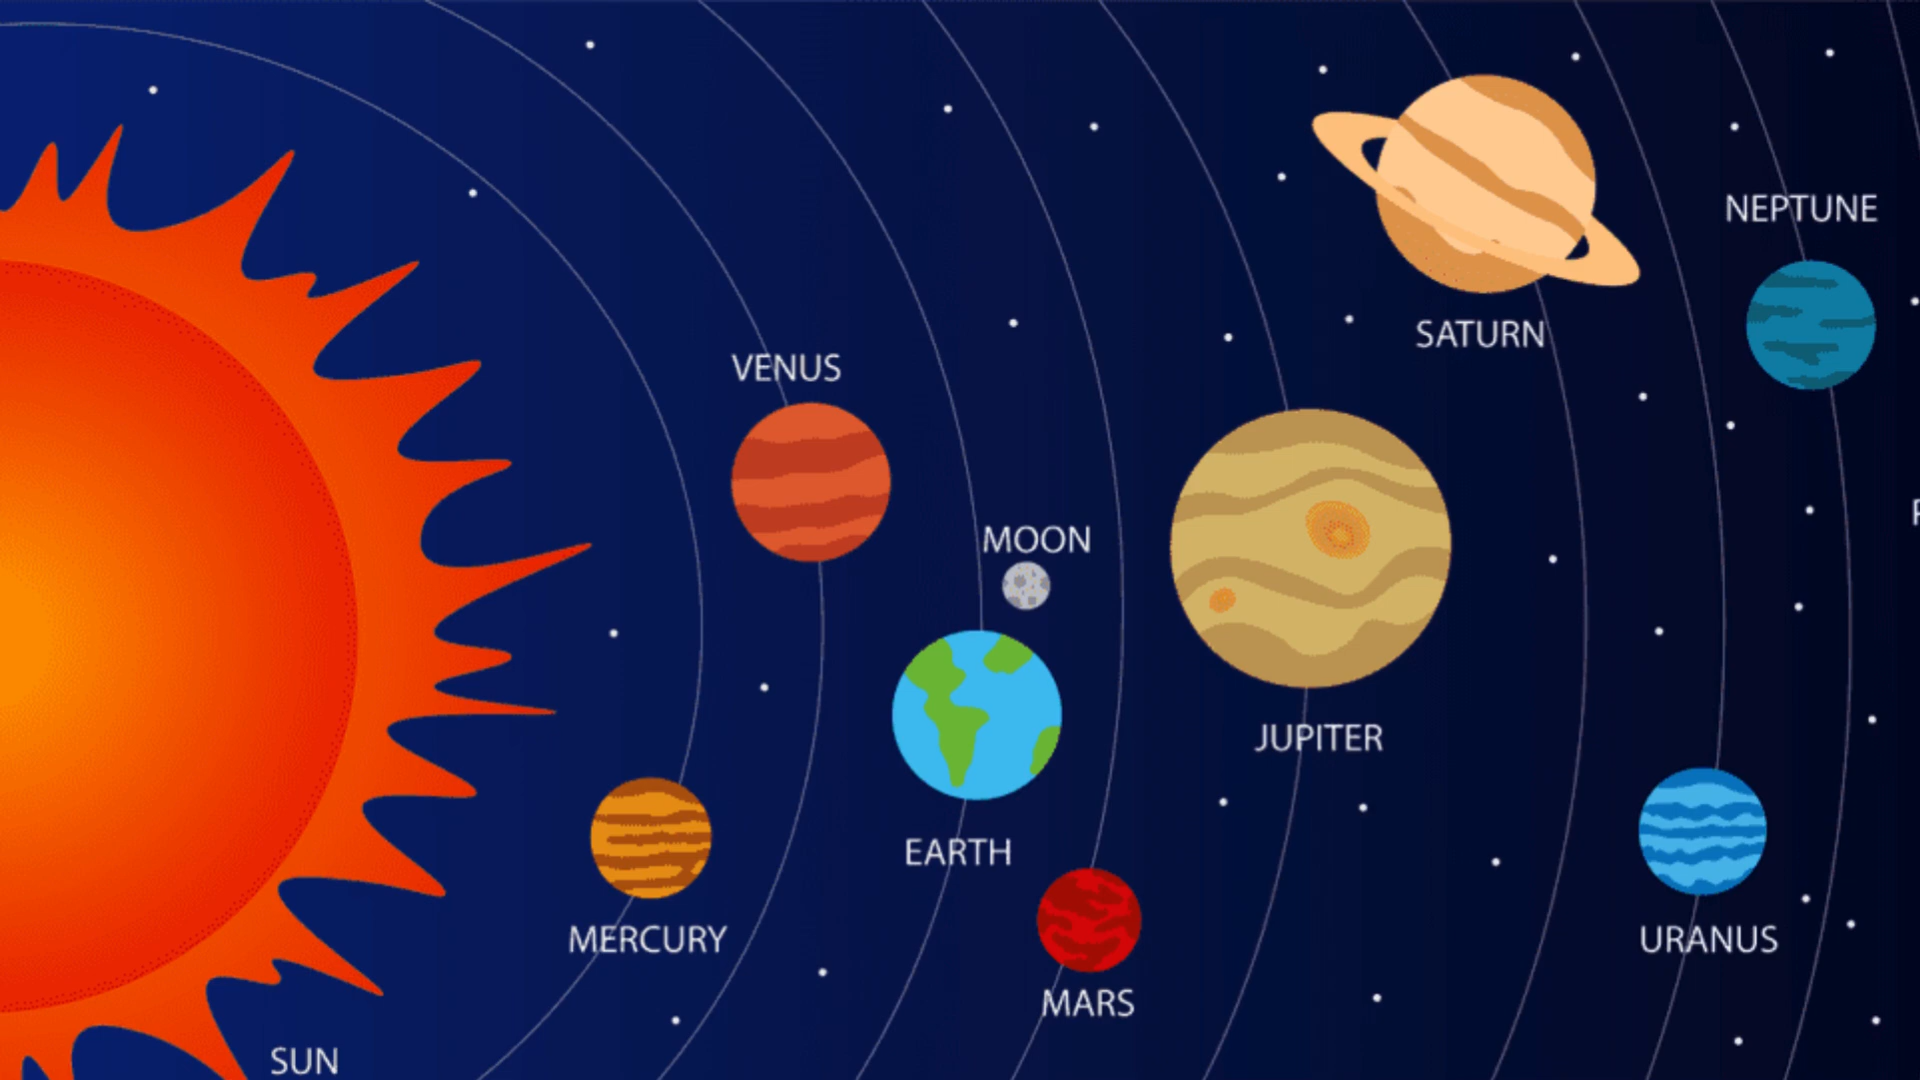 NEPTUNE
SATURN
VENUS
MOON
JUPITER
EARTH
MERCURY
URANUS
MARS
SUN